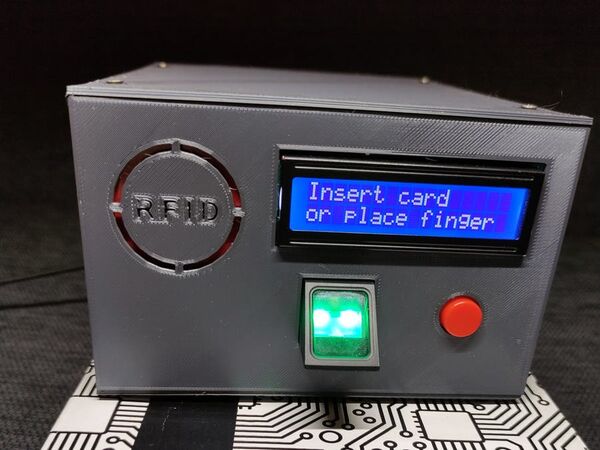 RFID
Insert card
or place finger